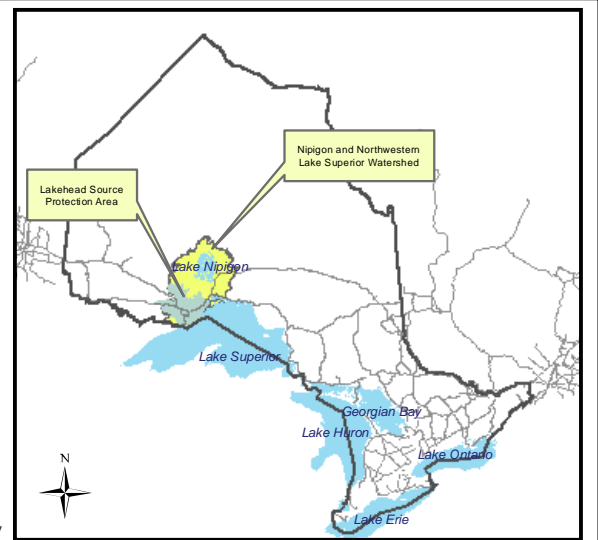 Nipigon and Northwestern
Lake Superior Watershed
Lakehead Source
Protection Area
Lake Nipigon
Lake Superior
Georgian Bay
Lake Huron
Lake Ontario
N
Lake Erie